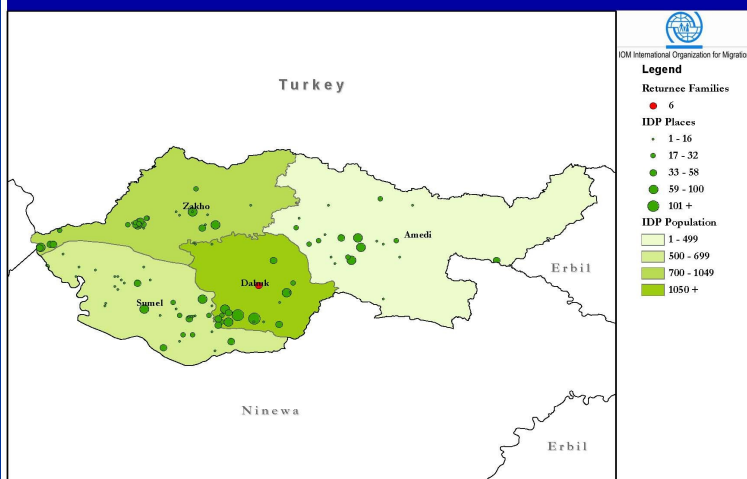 IOM International Organization for Migratio
Legend
Returnee Families
6
IDP Places
1 - 16
17 - 32
33 - 58
59 - 100
101 +
IDP Population
1 - 499
500 - 699
700 - 1049
1050 +
Turkey
Zakho
Amedi
Erbil
Dahuk
Sumel
Ninewa
Erbil